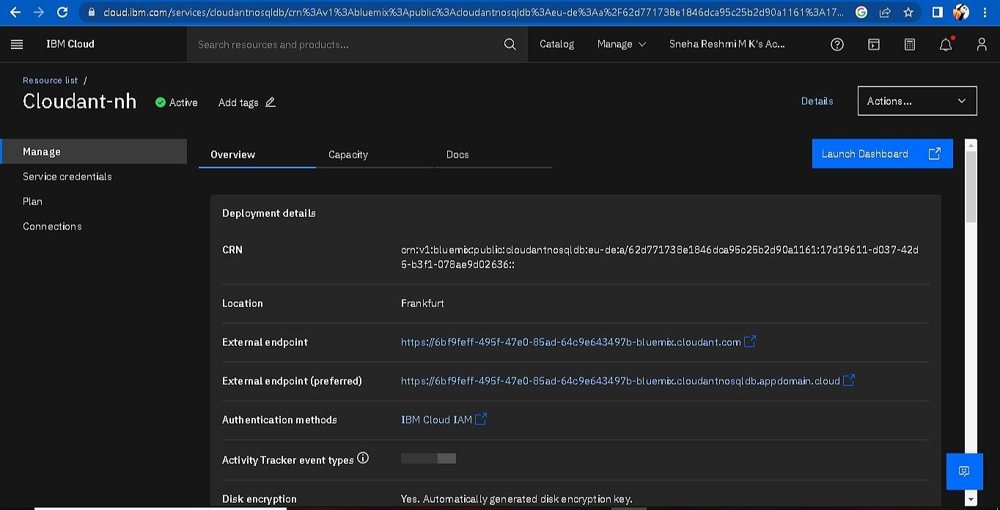 cloud.ibm.com/services/cloudantnosqldb/crn%3Av1%3Abluemix%3Apublic%3Acloudantnosqldb%3Aeu-de%3Aa%2F62d771738e1846dca95c25b2d90a1161%3A17...
IBM Cloud
Search resources and products...
Catalog
Manage
Sneha Reshmi M K's Ac...
Resource list /
Cloudant-nh
Active
Add tags
Details
Actions...
Manage
Service credentials
Plan
Connections
Overview
Capacity
Docs
Launch Dashboard
Deployment details
CRN
crn:v1:bluemix:public:cloudantnosqldb:eu-de:a/62d771738e1846dca95c25b2d90a1161:17d19611-d037-42d
5-b3f1-078ae9d02636::
Location
Frankfurt
External endpoint
https://6bf9feff-495f-47e0-85ad-64c9e643497b-bluemix.cloudant.com
External endpoint (preferred)
https://6bf9feff-495f-47e0-85ad-64c9e643497b-bluemix.cloudantnosqldb.appdomain.cloud
Authentication methods
IBM Cloud IAM
Activity Tracker event types
Disk encryption
Yes. Automatically generated disk encryption key.